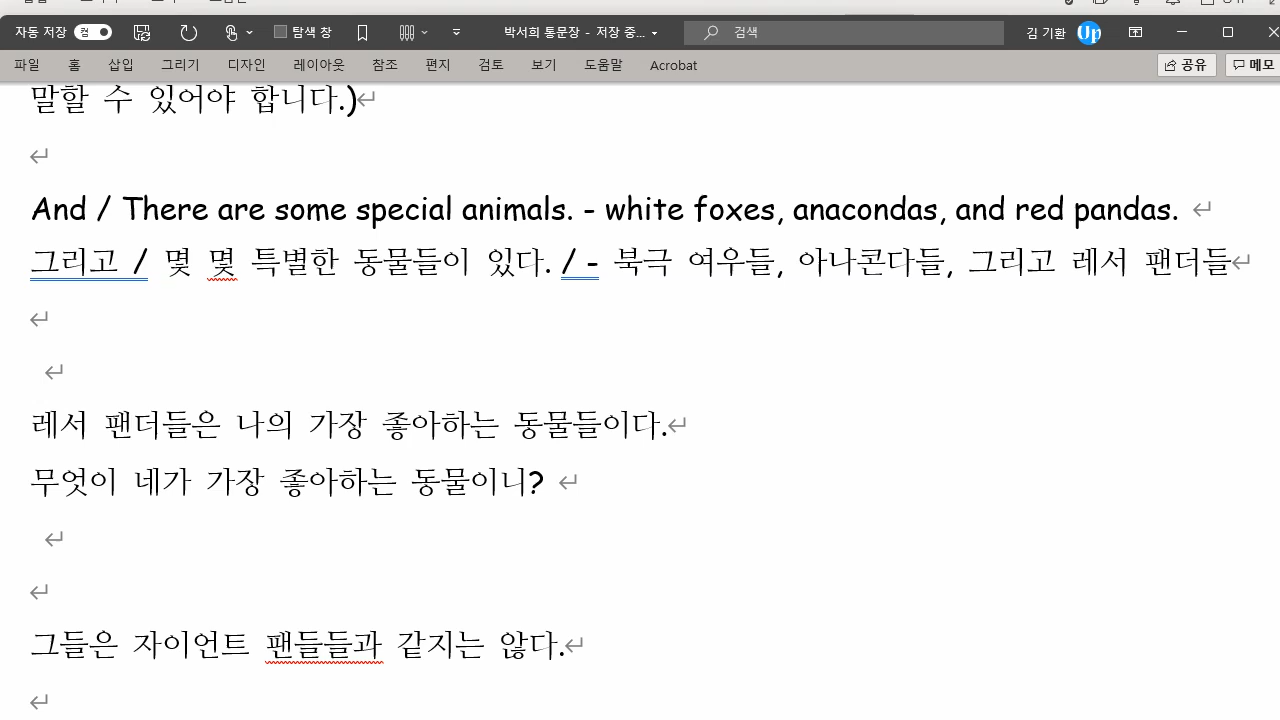 자동 저장 컴 탐색 창 박서희 통문장 - 저장 중... 검색 김 기환 Up
파일 홈 삽입 그리기 디자인 레이아웃 참조 편지 검토 보기 도움말 Acrobat 공유 메모
말할 수 있어야 합니다.)
And / There are some special animals. - white foxes, anacondas, and red pandas.
그리고 / 몇 몇 특별한 동물들이 있다. / - 북극 여우들, 아나콘다들, 그리고 레서 팬더들
레서 팬더들은 나의 가장 좋아하는 동물들이다.
무엇이 네가 가장 좋아하는 동물이니?
그들은 자이언트 팬들들과 같지는 않다.